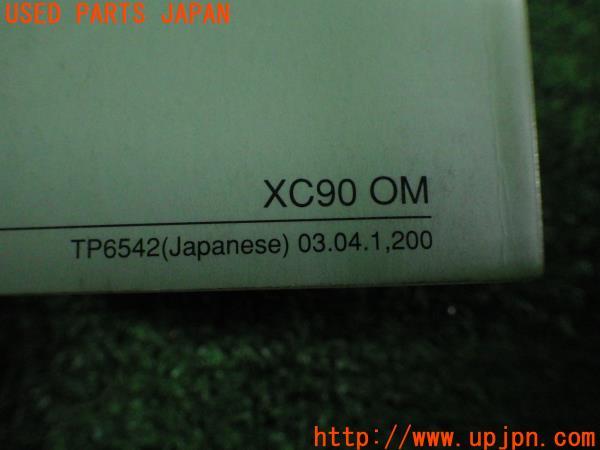 USED PARTS JAPAN
XC90 OM
TP6542(Japanese) 03.04.1,200
http://www.upjpn.com/